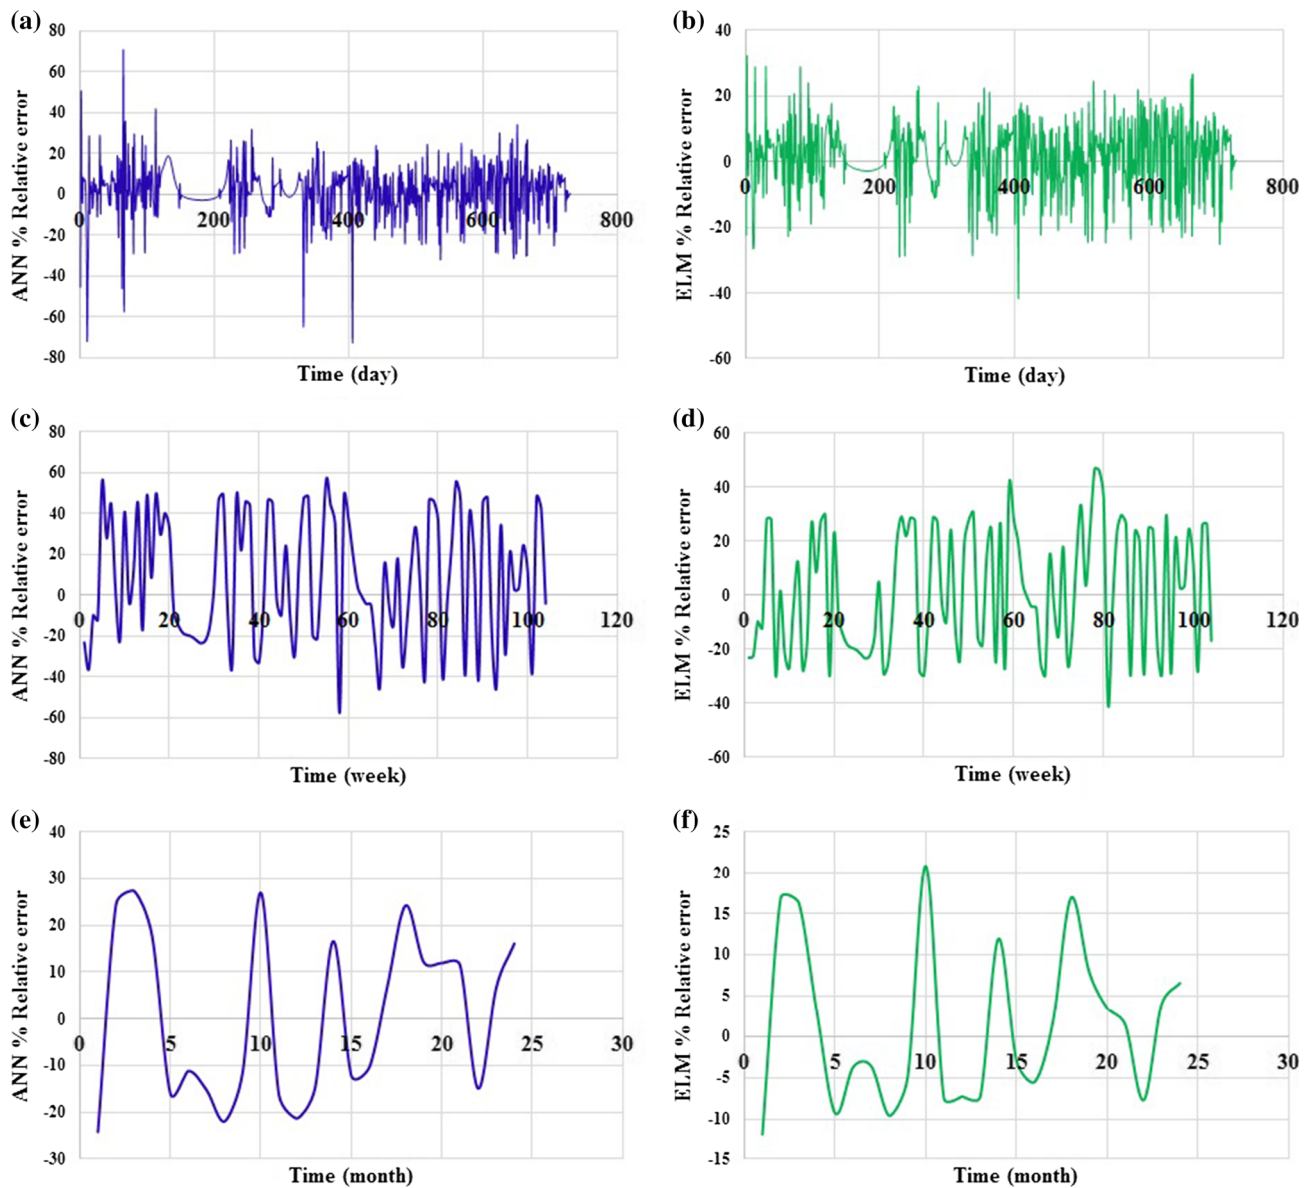 (a)
ANN % Relative error
80
60
40
20
0
-20
-40
-60
-80
0 200 400 600 800
Time (day)
(b)
ELM % Relative error
40
20
0
-20
-40
-60
0 200 400 600 800
Time (day)
(c)
ANN % Relative error
80
60
40
20
0
-20
-40
-60
-80
0 20 40 60 80 100 120
Time (week)
(d)
ELM % Relative error
60
40
20
0
-20
-40
-60
0 20 40 60 80 100 120
Time (week)
(e)
ANN % Relative error
40
30
20
10
0
-10
-20
-30
0 5 10 15 20 25 30
Time (month)
(f)
ELM % Relative error
25
20
15
10
5
0
-5
-10
-15
0 5 10 15 20 25 30
Time (month)